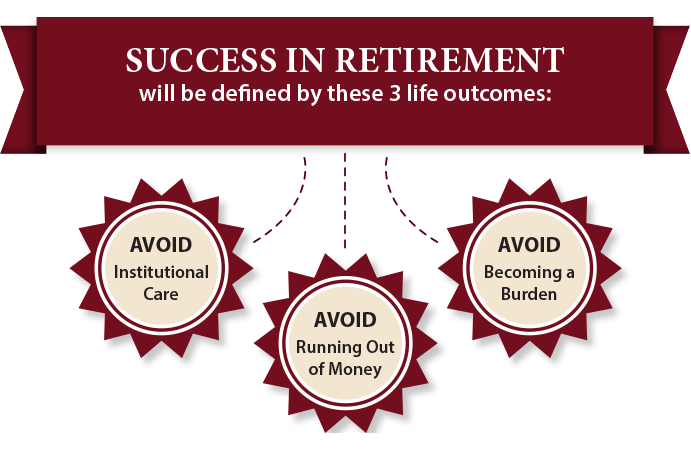 SUCCESS IN RETIREMENT
will be defined by these 3 life outcomes:
AVOID
Institutional
Care
AVOID
Running Out
of Money
AVOID
Becoming a
Burden